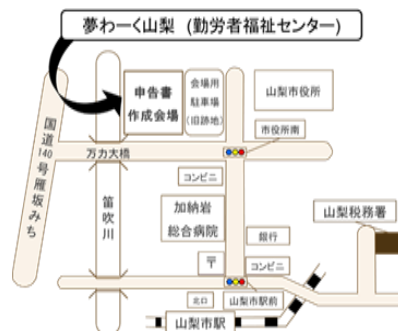 夢わーく山梨 (勤労者福祉センター)
申告書
作成会場
会場用
駐車場
(旧跡地)
山梨市役所
市役所南
国道140号雁坂みち
万力大橋
笛吹川
コンビニ
加納岩
総合病院
銀行
山梨税務署
〒
コンビニ
北口
山梨市駅前
山梨市駅